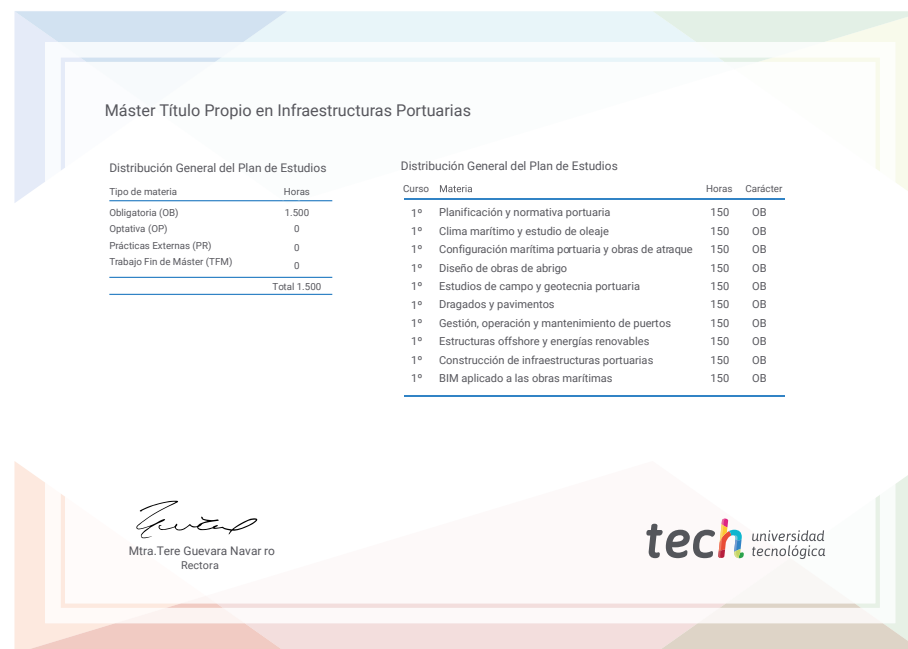 Máster Título Propio en Infraestructuras Portuarias
Distribución General del Plan de Estudios
Tipo de materia Horas
Obligatoria (OB) 1.500
Optativa (OP) 0
Prácticas Externas (PR) 0
Trabajo Fin de Máster (TFM) 0
Total 1.500
Distribución General del Plan de Estudios
Curso Materia Horas Carácter
1º Planificación y normativa portuaria 150 OB
1º Clima marítimo y estudio de oleaje 150 OB
1º Configuración marítima portuaria y obras de atraque 150 OB
1º Diseño de obras de abrigo 150 OB
1º Estudios de campo y geotecnia portuaria 150 OB
1º Dragados y pavimentos 150 OB
1º Gestión, operación y mantenimiento de puertos 150 OB
1º Estructuras offshore y energías renovables 150 OB
1º Construcción de infraestructuras portuarias 150 OB
1º BIM aplicado a las obras marítimas 150 OB
Mtra.Tere Guevara Navar ro
Rectora
tech universidad
tecnológica